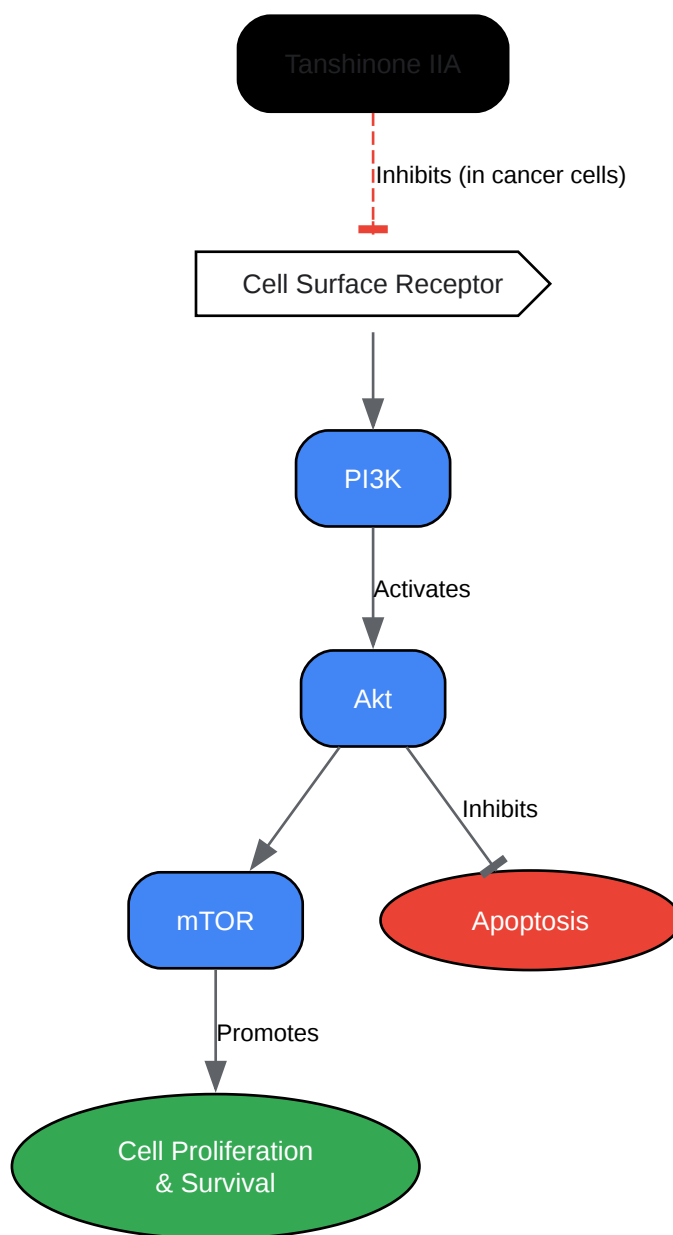 Tanshinone IIA
Inhibits (in cancer cells)
Cell Surface Receptor
PI3K
Activates
Akt
Inhibits
mTOR
Apoptosis
Promotes
Cell Proliferation
& Survival